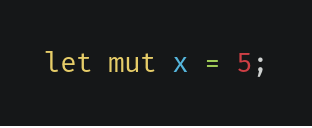 let mut x = 5;